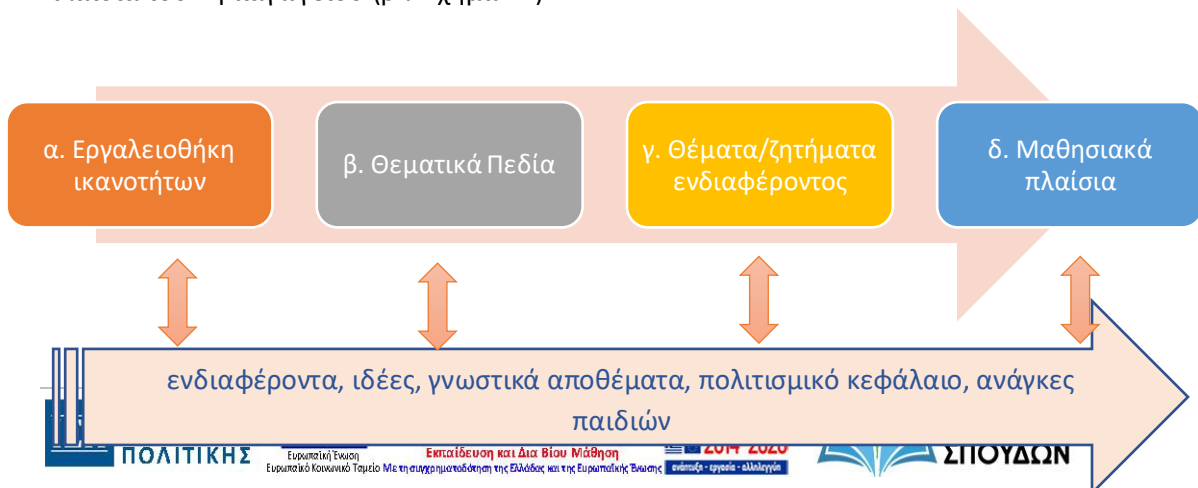 α. Εργαλειοθήκη
ικανοτήτων
β. Θεματικά Πεδία
γ. Θέματα/ζητήματα
ενδιαφέροντος
δ. Μαθησιακά
πλαίσια
ενδιαφέροντα, ιδέες, γνωστικά αποθέματα, πολιτισμικό κεφάλαιο, ανάγκες
παιδιών
ΠΟΛΙΤΙΚΗΣ
Ευρωπαϊκή Ένωση
Ευρωπαϊκό Κοινωνικό Ταμείο
Εκπαίδευση και Δια Βίου Μάθηση
Με τη συγχρηματοδότηση της Ελλάδας και της Ευρωπαϊκής Ένωσης
2014-2020
ανάπτυξη - εργασία - αλληλεγγύη
ΣΠΟΥΔΩΝ